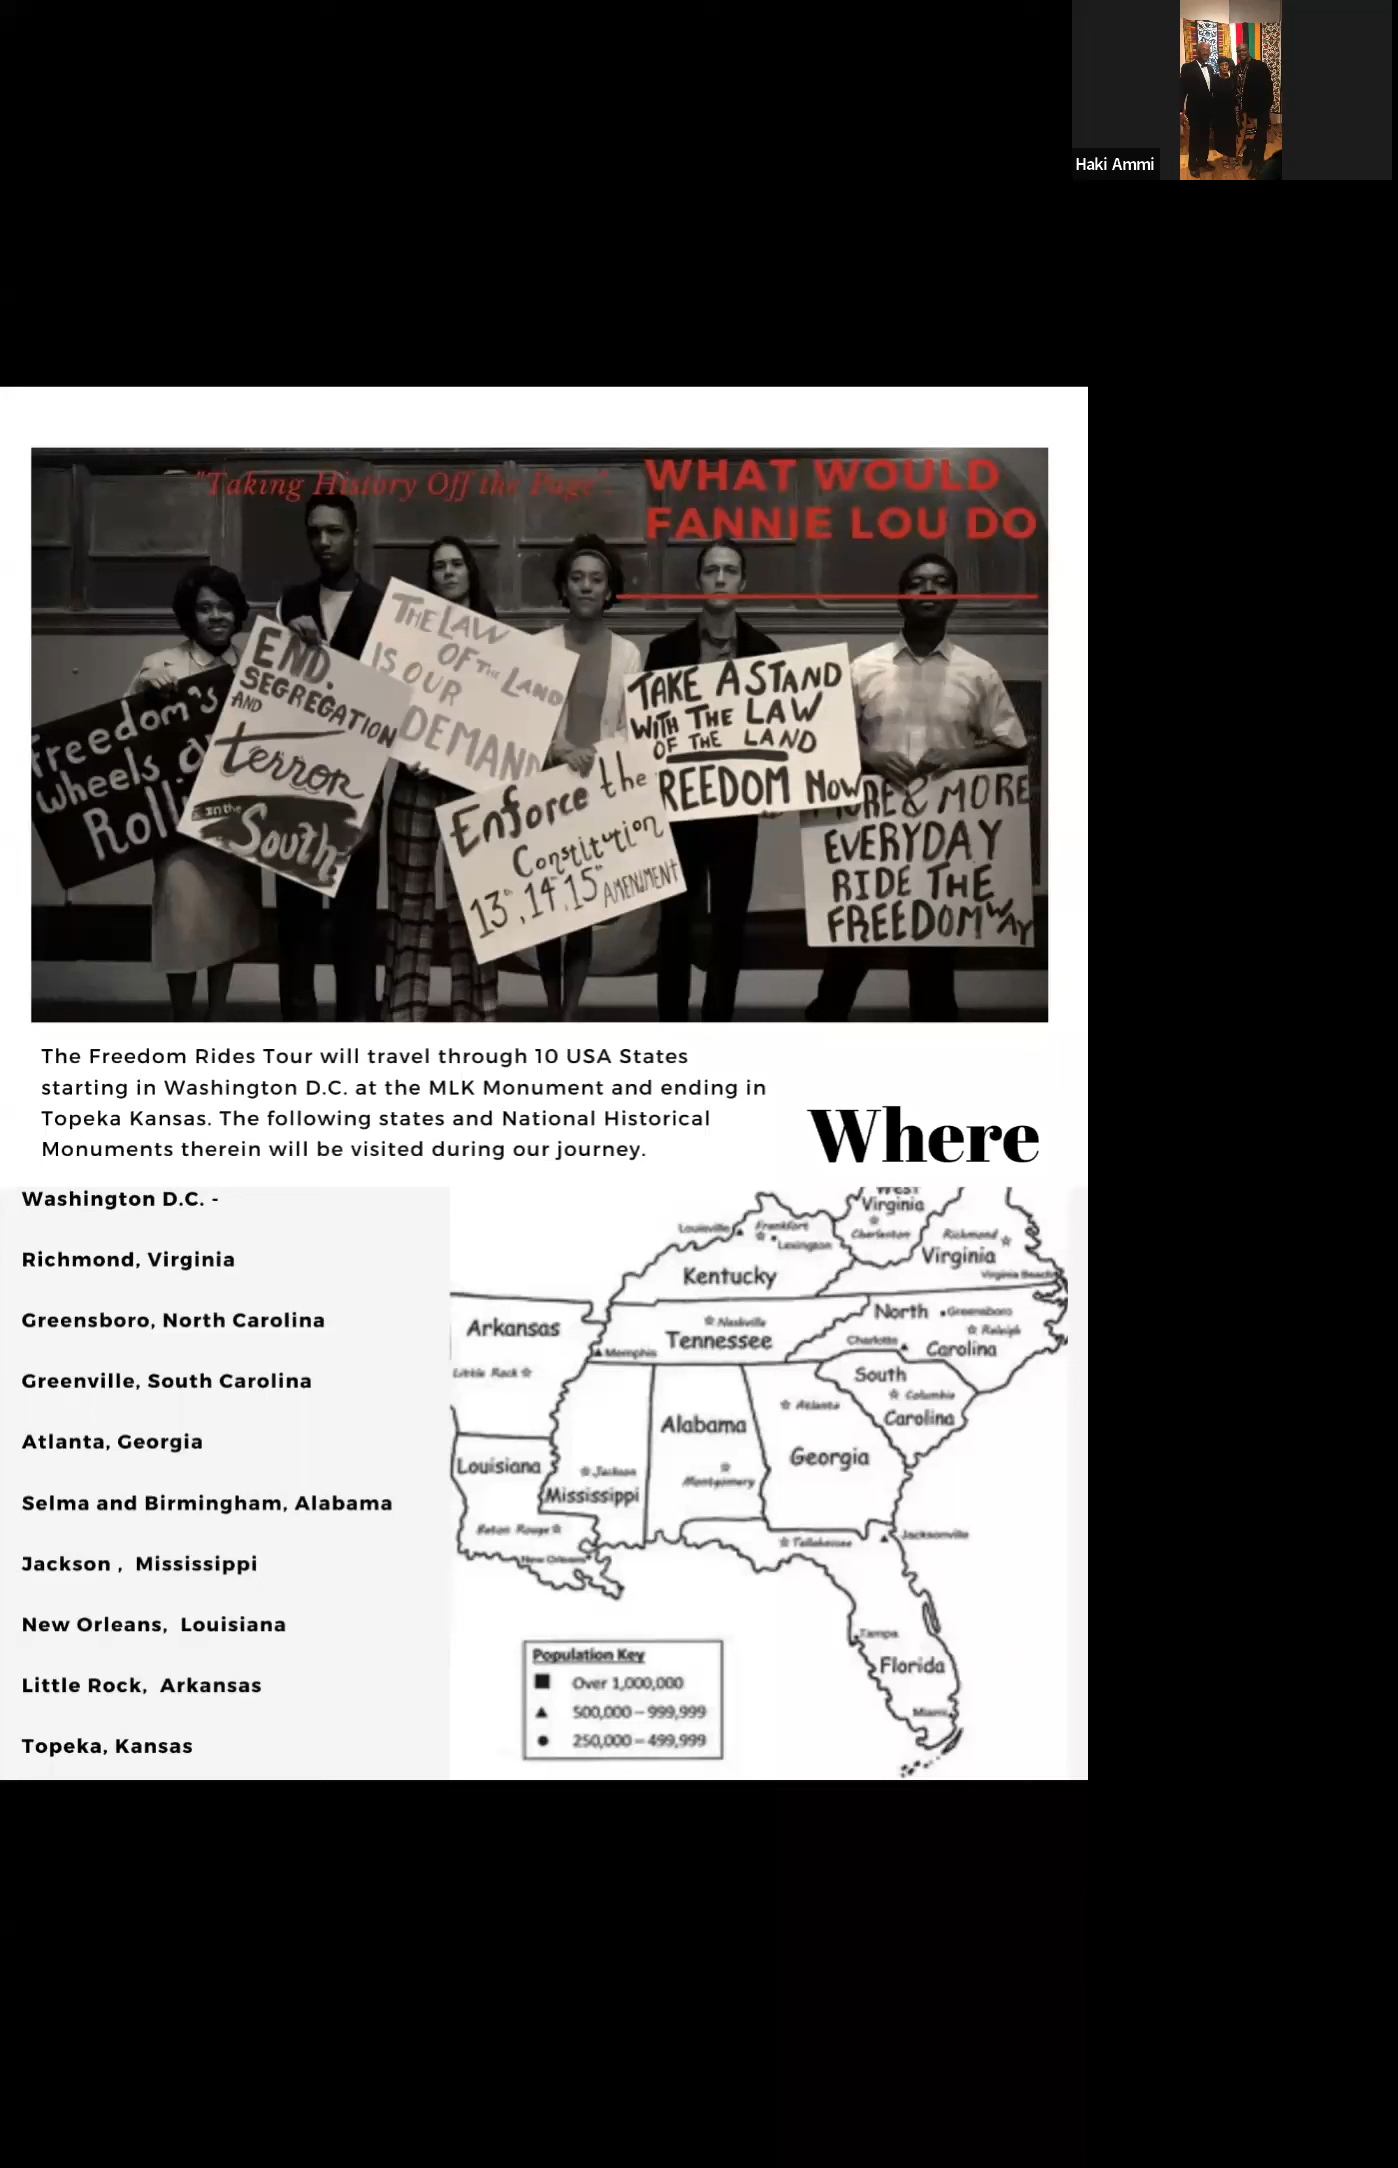 Haki Ammi
"Taking History Off the Page".
WHAT WOULD
FANNIE LOU DO
Freedom's
wheels
END.
SEGREGATION
AND
terror
in the
South
THE LAW
OF THE LAND
IS OUR
DEMAND
Enforce the
Constitution
13th, 14th, 15th AMENDMENT
TAKE A STAND
WITH THE LAW
OF THE LAND
REEDOM NOW
& MORE
EVERYDAY
RIDE THE
FREEDOM WAY
The Freedom Rides Tour will travel through 10 USA States
starting in Washington D.C. at the MLK Monument and ending in
Topeka Kansas. The following states and National Historical
Monuments therein will be visited during our journey.
Where
Washington D.C. -
Richmond, Virginia
Greensboro, North Carolina
Greenville, South Carolina
Atlanta, Georgia
Selma and Birmingham, Alabama
Jackson , Mississippi
New Orleans, Louisiana
Little Rock, Arkansas
Topeka, Kansas
West
Virginia
Charleston
Louisville
Frankfort
Lexington
Kentucky
Richmond
Virginia
Virginia Beach
Arkansas
Little Rock
Nashville
Tennessee
Memphis
North
Greensboro
Raleigh
Charlotte
Carolina
South
Columbia
Carolina
Atlanta
Georgia
Alabama
Montgomery
Louisiana
Baton Rouge
New Orleans
Jackson
Mississippi
Tallahassee
Jacksonville
Tampa
Florida
Miami
Population Key
Over 1,000,000
500,000 – 999,999
250,000 – 499,999